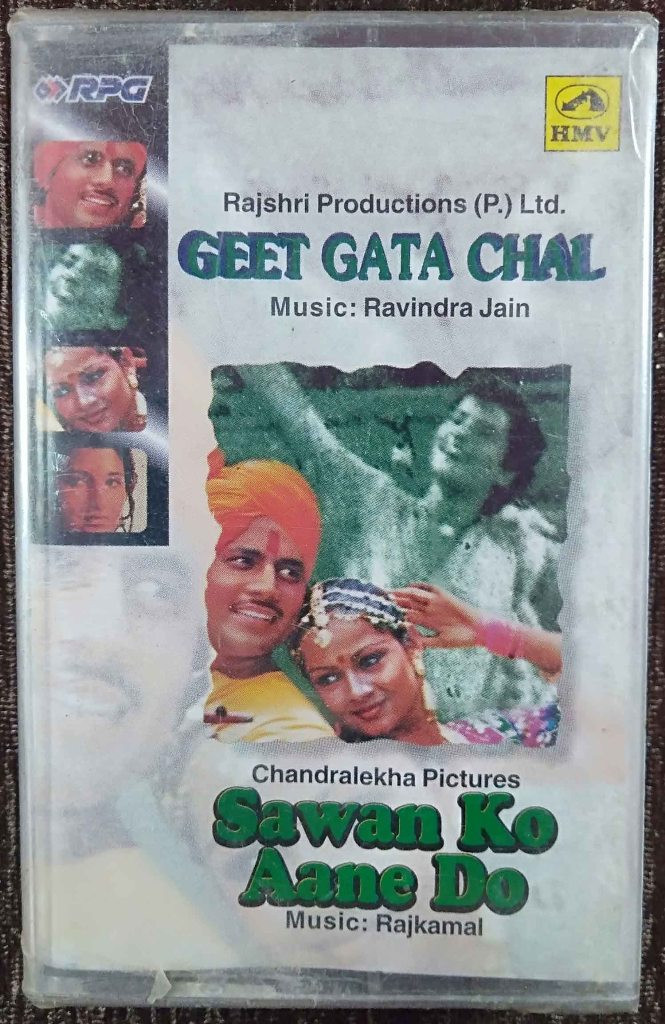 RPG
HMV
Rajshri Productions (P.) Ltd.
GEET GATA CHAL
Music: Ravindra Jain
Chandralekha Pictures
Sawan Ko
Aane Do
Music: Rajkamal